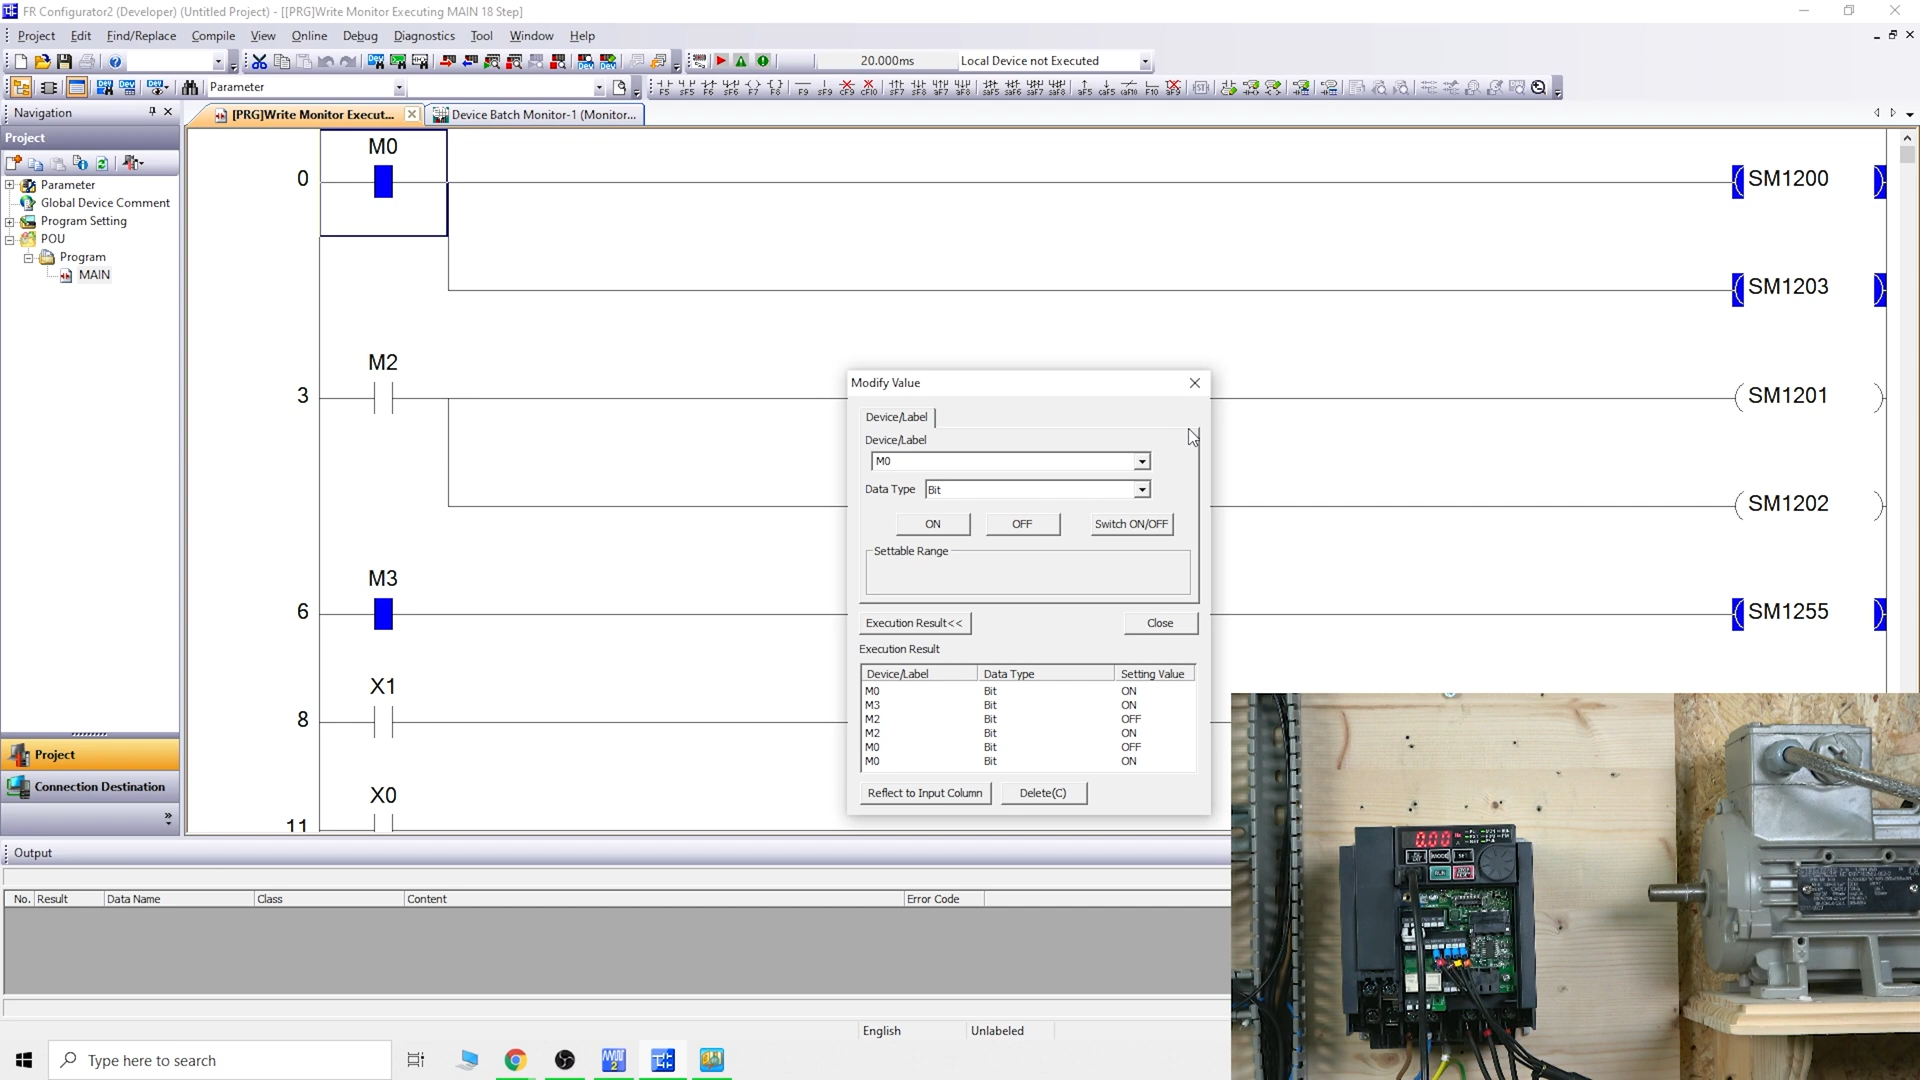 FR Configurator2 (Developer) (Untitled Project) - [[PRG]Write Monitor Executing MAIN 18 Step]
Project Edit Find/Replace Compile View Online Debug Diagnostics Tool Window Help
20.000ms Local Device not Executed
Parameter
Navigation
[PRG]Write Monitor Execut... Device Batch Monitor-1 (Monitor...
Project
Parameter
Global Device Comment
Program Setting
POU
Program
MAIN
Project
Connection Destination
M0
0 SM1200
SM1203
M2
3 SM1201
SM1202
M3
6 SM1255
X1
8
X0
11
Modify Value
Device/Label
Device/Label
M0
Data Type Bit
ON OFF Switch ON/OFF
Settable Range
Execution Result<< Close
Execution Result
Device/Label Data Type Setting Value
M0 Bit ON
M3 Bit ON
M2 Bit OFF
M2 Bit ON
M0 Bit OFF
M0 Bit ON
Reflect to Input Column Delete(C)
Output
No. Result Data Name Class Content Error Code
English Unlabeled
Type here to search
0.00
MODE
RUN